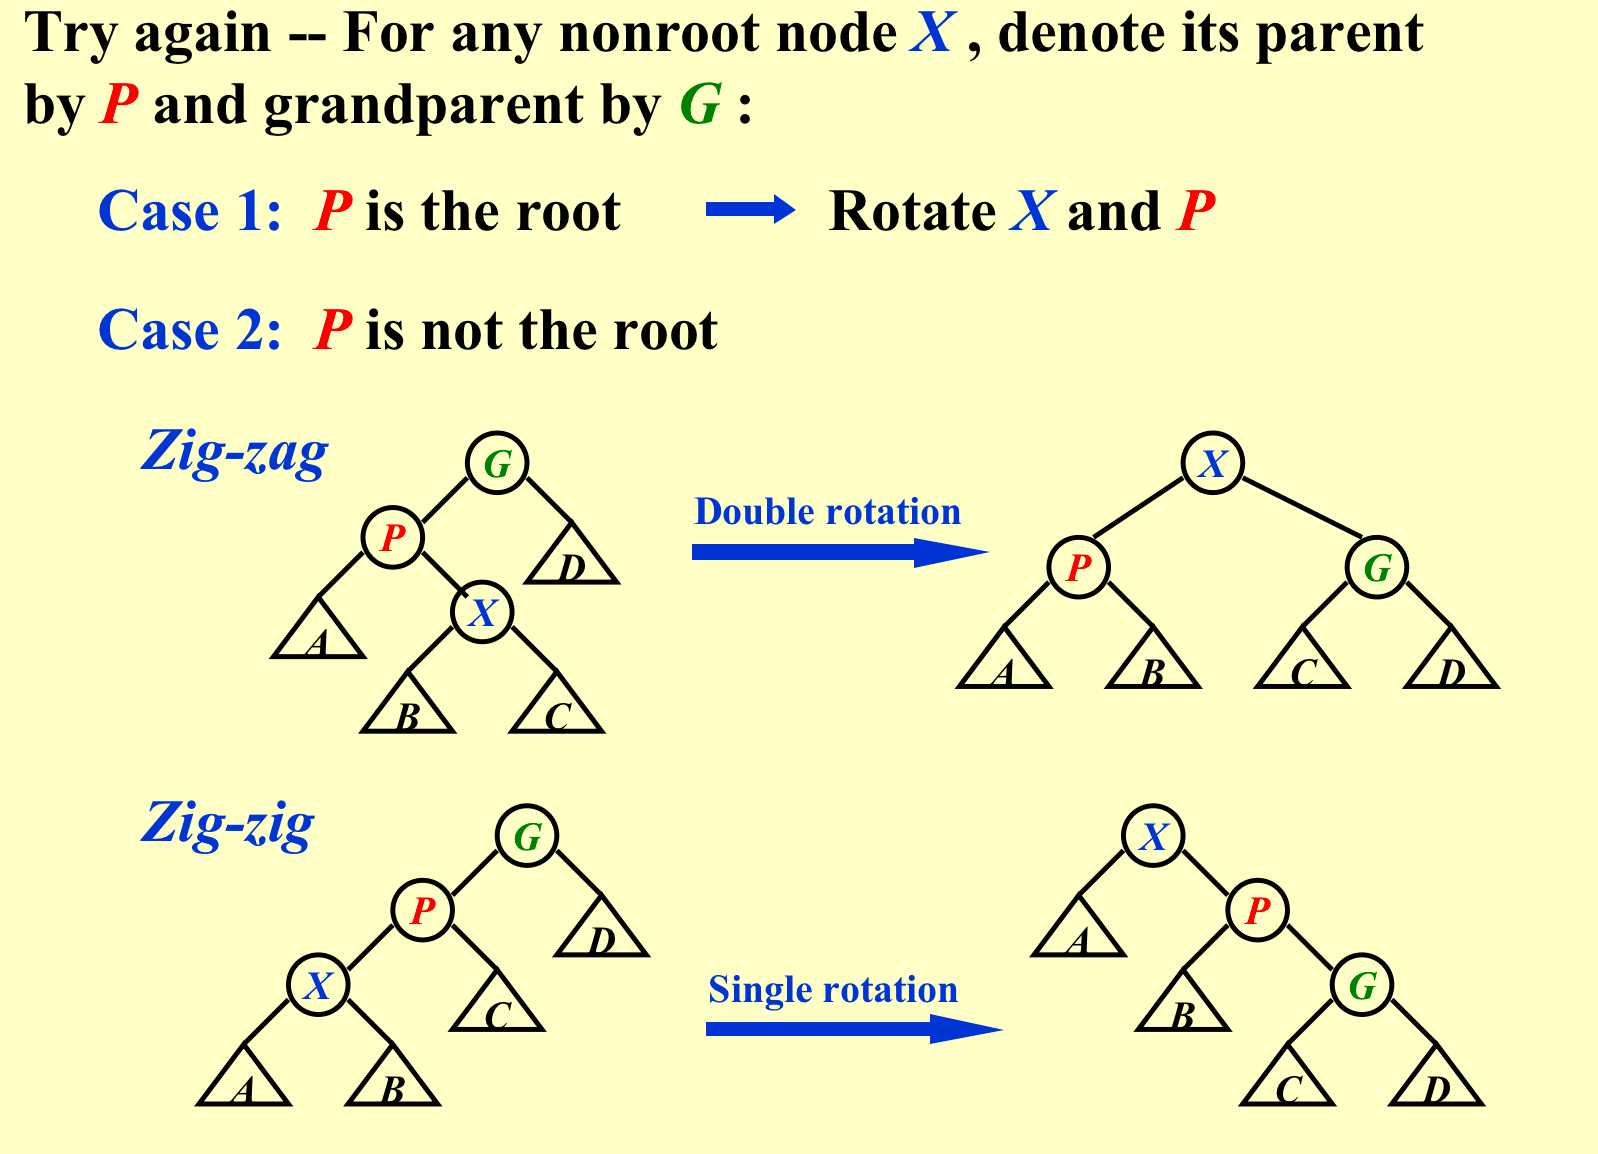 Try again -- For any nonroot node X , denote its parent
by P and grandparent by G :
Case 1: P is the root Rotate X and P
Case 2: P is not the root
Zig-zag
G
P
D
X
A
B
C
Double rotation
X
P
G
A
B
C
D
Zig-zig
G
P
D
X
C
A
B
Single rotation
X
P
A
G
B
C
D